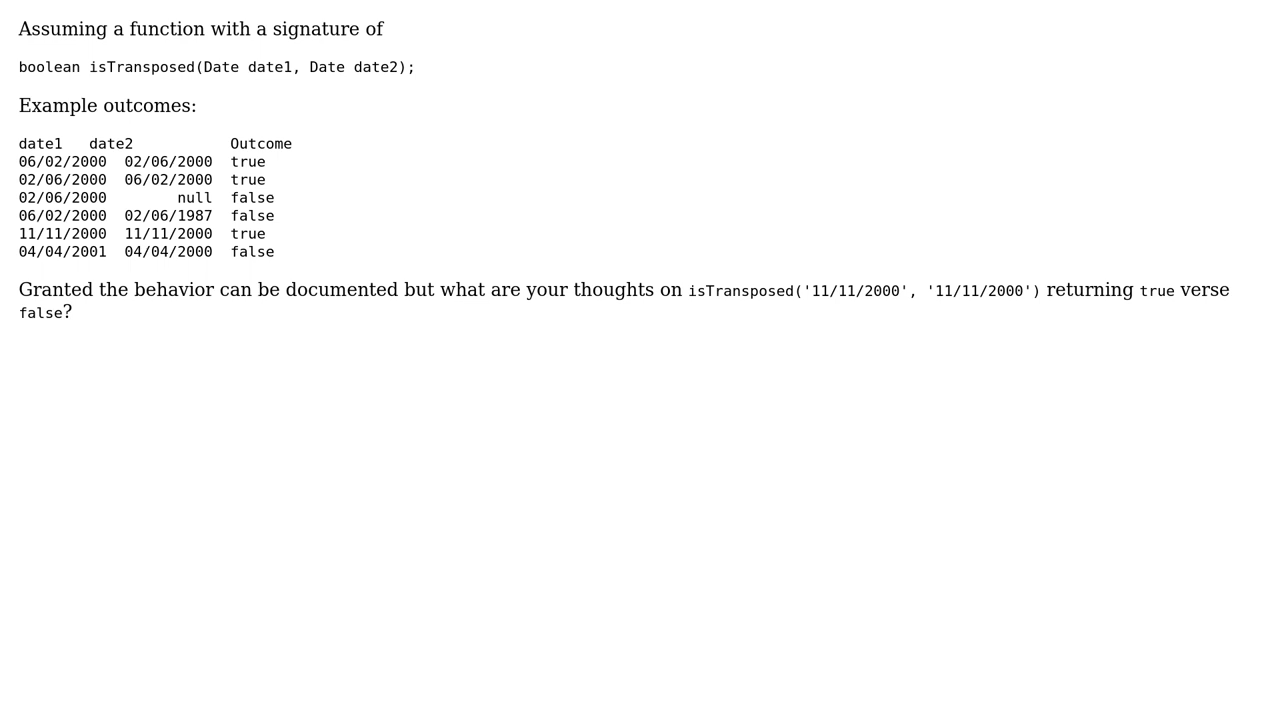 Assuming a function with a signature of
boolean isTransposed(Date date1, Date date2);
Example outcomes:
date1   date2           Outcome
06/02/2000  02/06/2000  true
02/06/2000  06/02/2000  true
02/06/2000        null  false
06/02/2000  02/06/1987  false
11/11/2000  11/11/2000  true
04/04/2001  04/04/2000  false
Granted the behavior can be documented but what are your thoughts on isTransposed('11/11/2000', '11/11/2000') returning true verse
false?